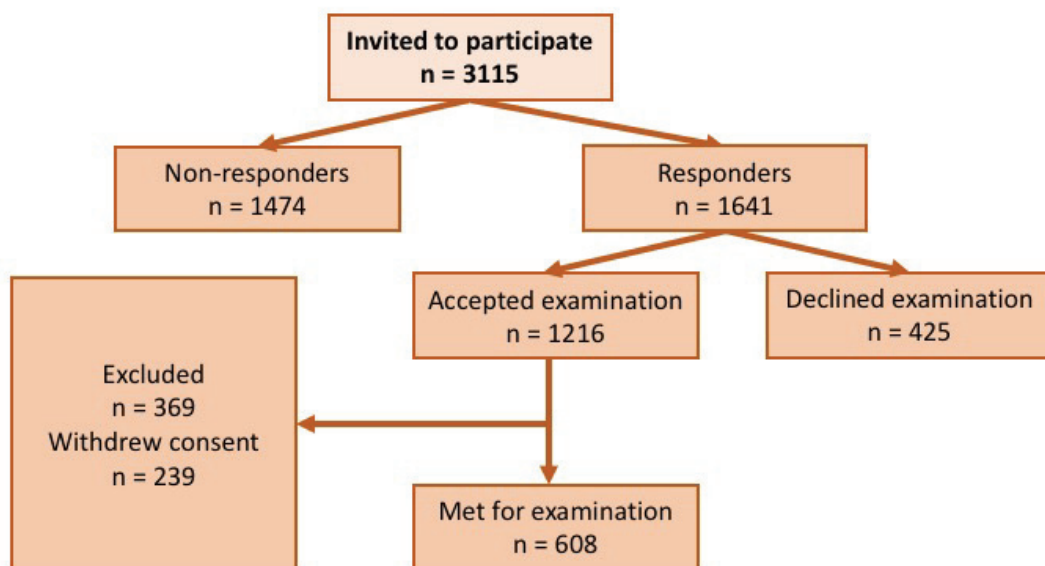 Invited to participate
n = 3115
Non-responders
n = 1474
Responders
n = 1641
Accepted examination
n = 1216
Declined examination
n = 425
Excluded
n = 369
Withdrew consent
n = 239
Met for examination
n = 608